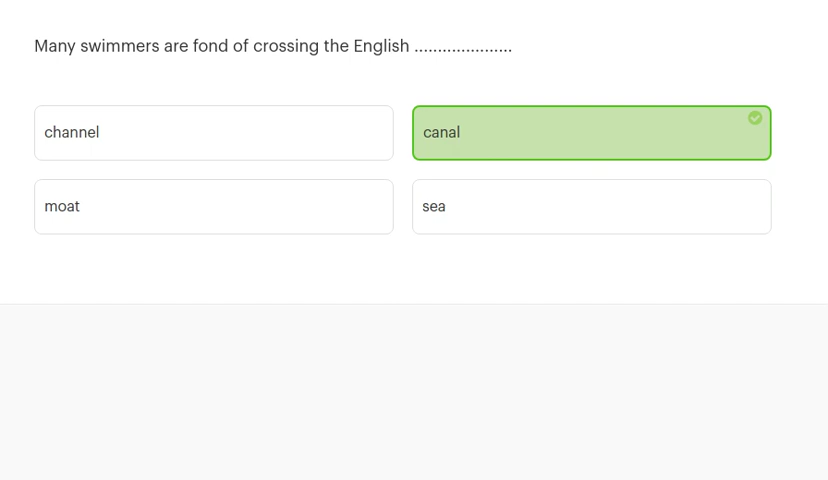 Many swimmers are fond of crossing the English .....................
channel
canal
moat
sea